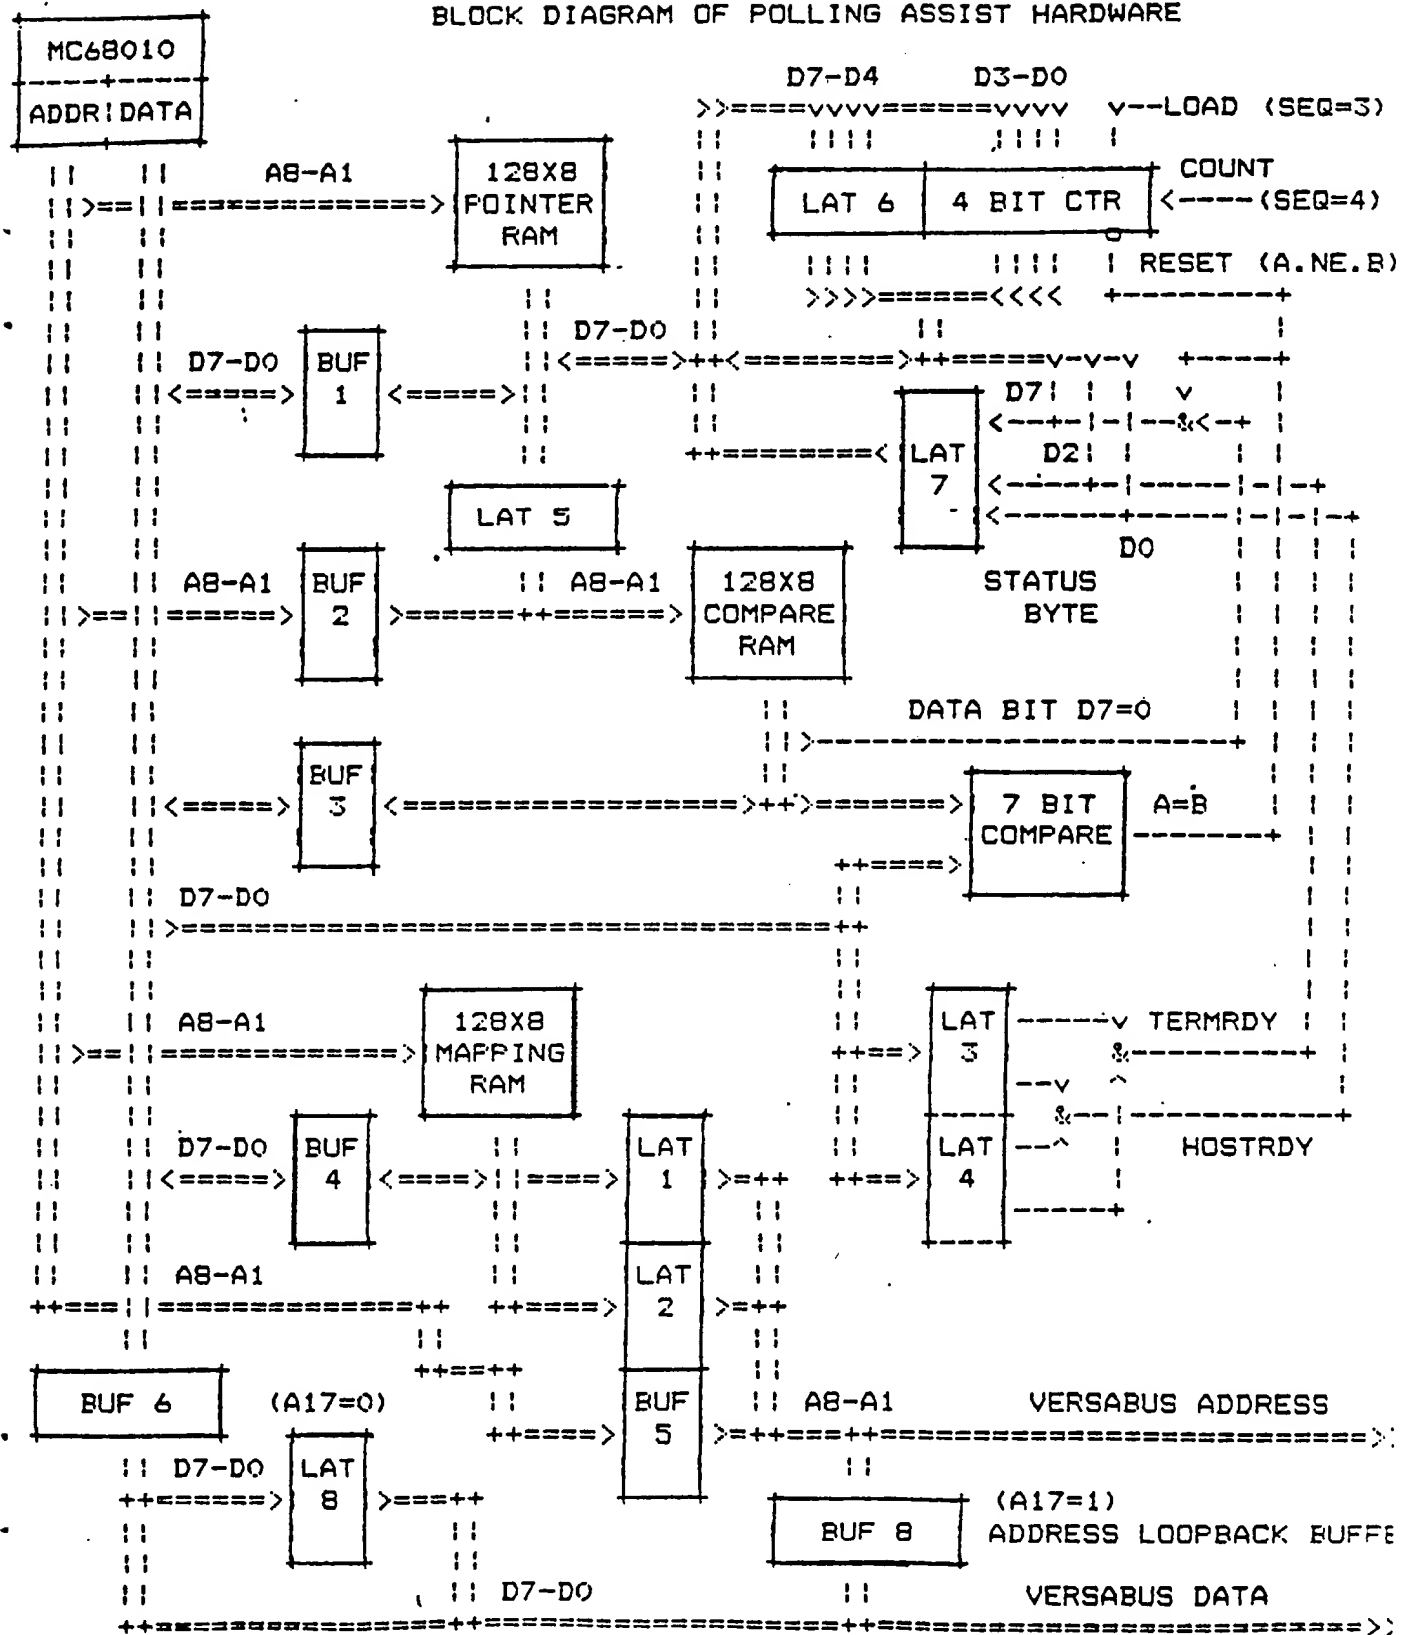 BLOCK DIAGRAM OF POLLING ASSIST HARDWARE
MC68010
ADDR DATA
D7-D4 D3-D0
LOAD (SEQ=3)
A8-A1
128X8
POINTER
RAM
LAT 6
4 BIT CTR
COUNT
(SEQ=4)
RESET (A.NE.B)
D7-D0
D7-D0
BUF
1
D7
LAT
7
D2
D0
LAT 5
STATUS
BYTE
A8-A1
BUF
2
A8-A1
128X8
COMPARE
RAM
DATA BIT D7=0
BUF
3
7 BIT
COMPARE
A=B
D7-D0
A8-A1
128X8
MAPPING
RAM
LAT
3
&
TERMRDY
&
HOSTRDY
D7-D0
BUF
4
LAT
1
LAT
4
A8-A1
LAT
2
BUF 6
(A17=0)
BUF
5
A8-A1
VERSABUS ADDRESS
D7-D0
LAT
8
BUF 8
(A17=1)
ADDRESS LOOPBACK BUFFE
D7-D0
VERSABUS DATA